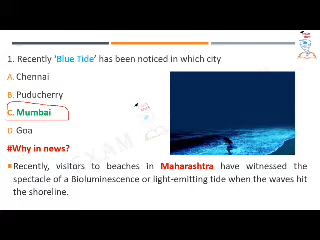 1. Recently 'Blue Tide' has been noticed in which city
A. Chennai
B. Puducherry
C. Mumbai
D. Goa
#Why in news?
Recently, visitors to beaches in Maharashtra have witnessed the
spectacle of a Bioluminescence or light-emitting tide when the waves hit
the shoreline.